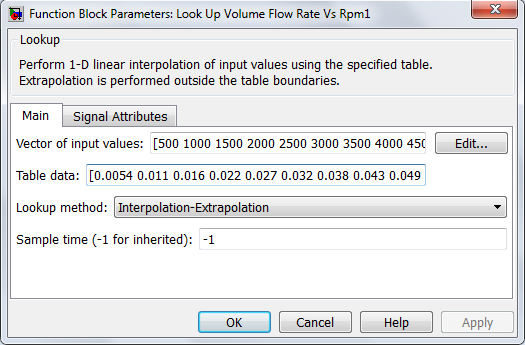 Function Block Parameters: Look Up Volume Flow Rate Vs Rpm1
Lookup
Perform 1-D linear interpolation of input values using the specified table.
Extrapolation is performed outside the table boundaries.
Main Signal Attributes
Vector of input values: [500 1000 1500 2000 2500 3000 3500 4000 450 Edit...
Table data: [0.0054 0.011 0.016 0.022 0.027 0.032 0.038 0.043 0.049
Lookup method: Interpolation-Extrapolation
Sample time (-1 for inherited): -1
OK Cancel Help Apply